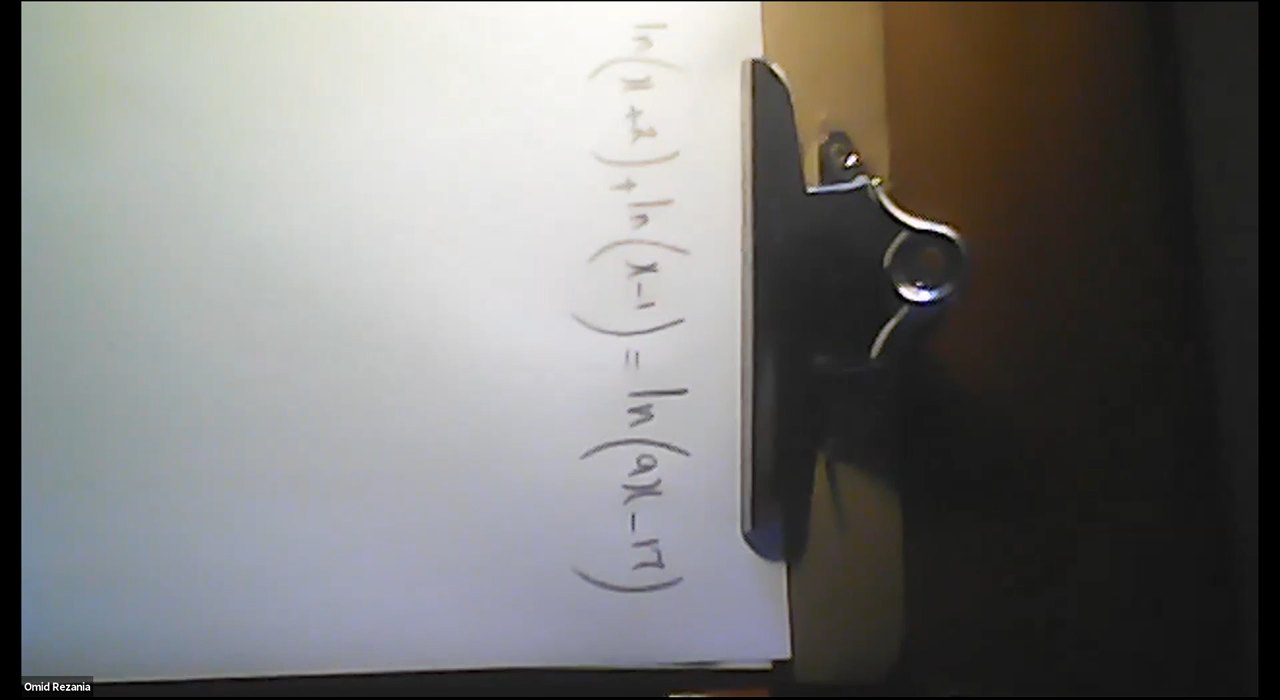 ln(x+2)+ln(x-1) = ln(9x-17)
Omid Rezania